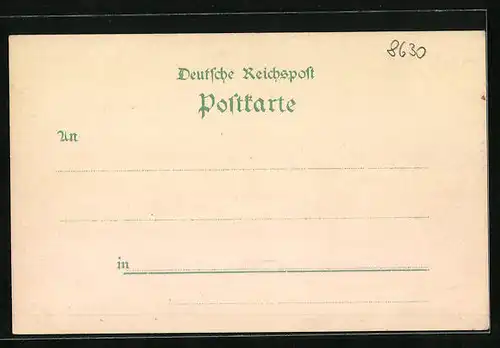 8630
Deutsche Reichspost
Postkarte
An
in